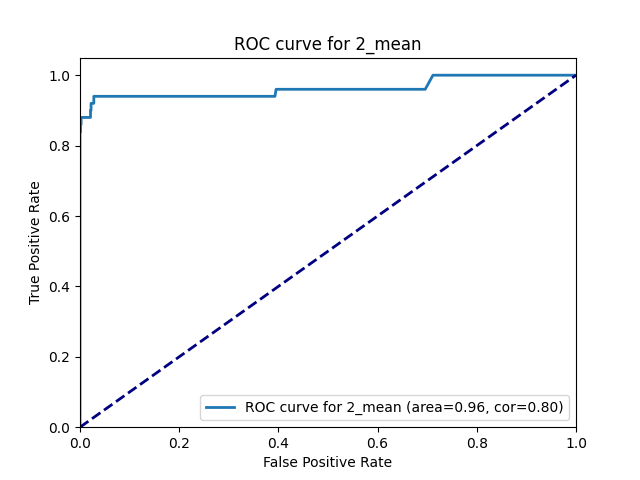 ROC curve for 2_mean
1.0
0.8
0.6
0.4
0.2
0.0
True Positive Rate
ROC curve for 2_mean (area=0.96, cor=0.80)
0.0 0.2 0.4 0.6 0.8 1.0
False Positive Rate